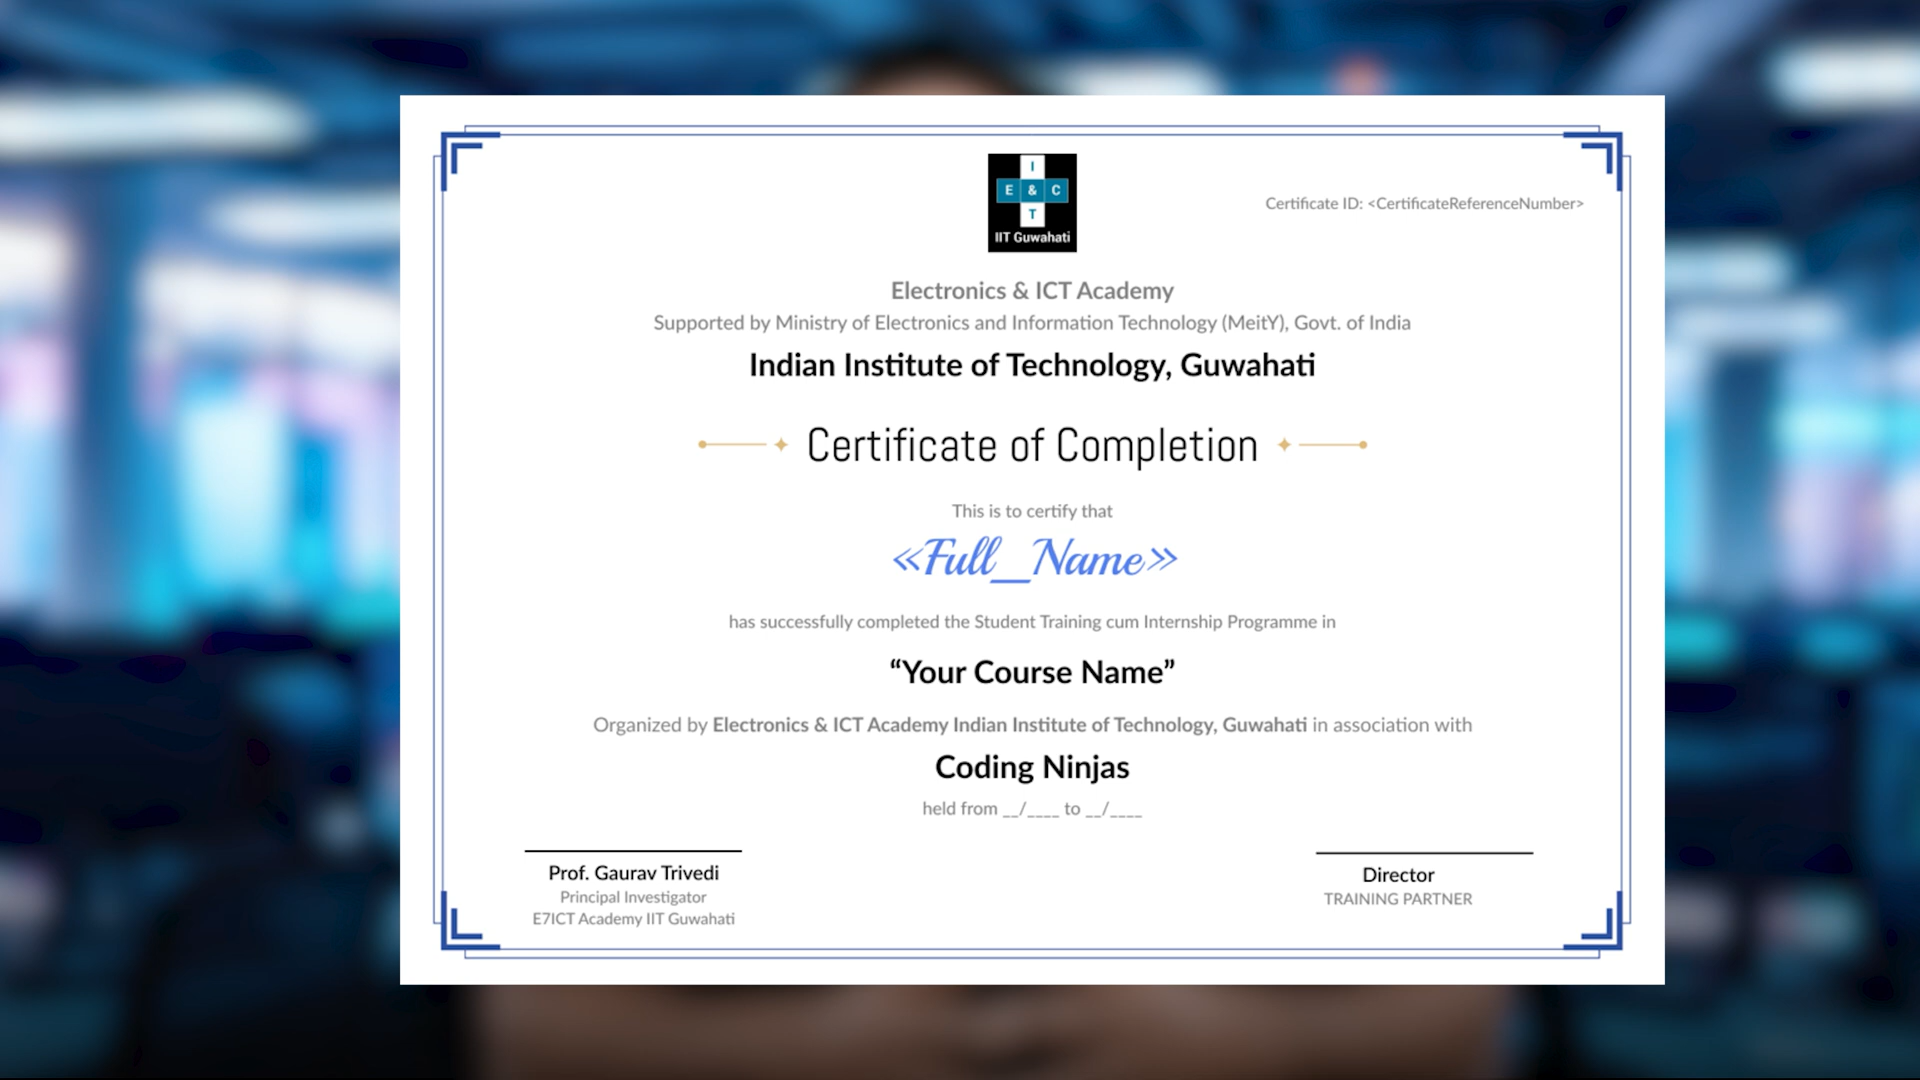 I
E & C
T
IIT Guwahati
Certificate ID: <CertificateReferenceNumber>
Electronics & ICT Academy
Supported by Ministry of Electronics and Information Technology (MeitY), Govt. of India
Indian Institute of Technology, Guwahati
Certificate of Completion
This is to certify that
«Full_Name»
has successfully completed the Student Training cum Internship Programme in
“Your Course Name”
Organized by Electronics & ICT Academy Indian Institute of Technology, Guwahati in association with
Coding Ninjas
held from __/____ to __/____
Prof. Gaurav Trivedi
Principal Investigator
E7ICT Academy IIT Guwahati
Director
TRAINING PARTNER